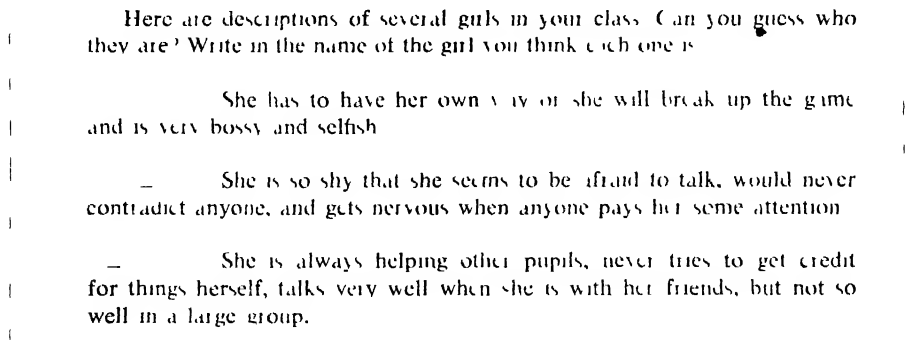 Here are descriptions of several girls in your class. Can you guess who
they are? Write in the name of the girl you think each one is
She has to have her own way or she will break up the game
and is very bossy and selfish
She is so shy that she seems to be afraid to talk, would never
contradict anyone, and gets nervous when anyone pays her some attention
She is always helping other pupils, never tries to get credit
for things herself, talks very well when she is with her friends, but not so
well in a large group.